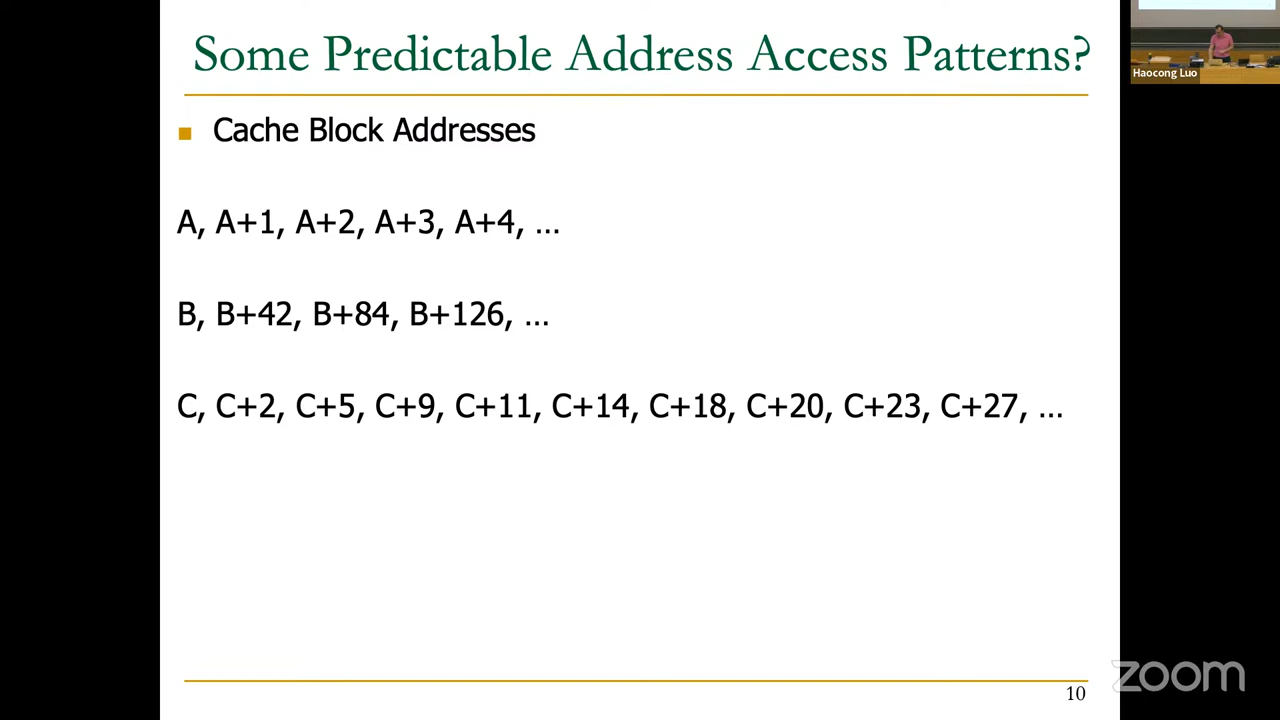 Some Predictable Address Access Patterns?
Haocong Luo
Cache Block Addresses
A, A+1, A+2, A+3, A+4, …
B, B+42, B+84, B+126, …
C, C+2, C+5, C+9, C+11, C+14, C+18, C+20, C+23, C+27, …
10
zoom